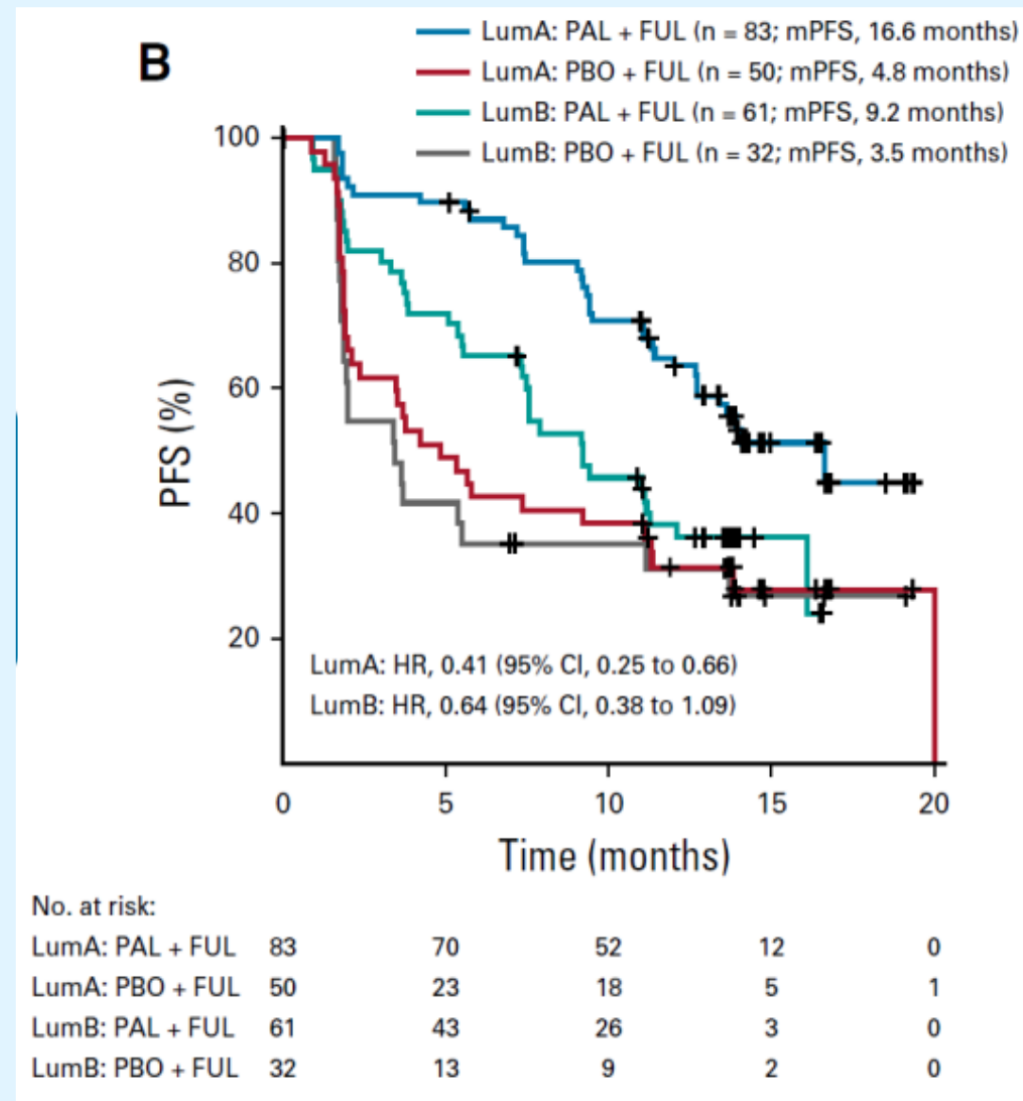 B
LumA: PAL + FUL (n = 83; mPFS, 16.6 months)
LumA: PBO + FUL (n = 50; mPFS, 4.8 months)
LumB: PAL + FUL (n = 61; mPFS, 9.2 months)
LumB: PBO + FUL (n = 32; mPFS, 3.5 months)
100
80
60
40
20
PFS (%)
LumA: HR, 0.41 (95% CI, 0.25 to 0.66)
LumB: HR, 0.64 (95% CI, 0.38 to 1.09)
0 5 10 15 20
Time (months)
No. at risk:
LumA: PAL + FUL 83 70 52 12 0
LumA: PBO + FUL 50 23 18 5 1
LumB: PAL + FUL 61 43 26 3 0
LumB: PBO + FUL 32 13 9 2 0